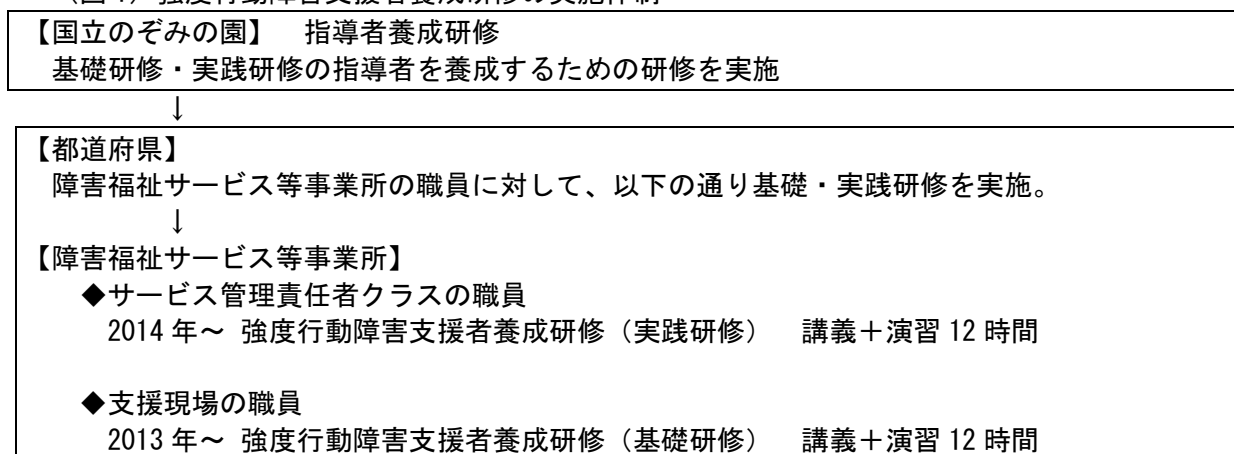 【国立のぞみの園】　指導者養成研修
基礎研修・実践研修の指導者を養成するための研修を実施
↓
【都道府県】
障害福祉サービス等事業所の職員に対して、以下の通り基礎・実践研修を実施。
↓
【障害福祉サービス等事業所】
◆サービス管理責任者クラスの職員
2014 年～ 強度行動障害支援者養成研修（実践研修）　講義＋演習 12 時間
◆支援現場の職員
2013 年～ 強度行動障害支援者養成研修（基礎研修）　講義＋演習 12 時間